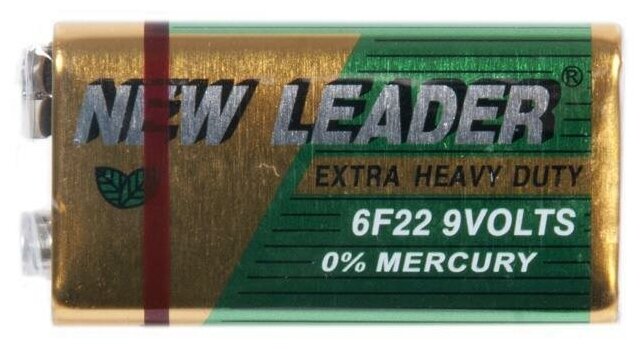 NEW LEADER®
EXTRA HEAVY DUTY
6F22 9VOLTS
0% MERCURY